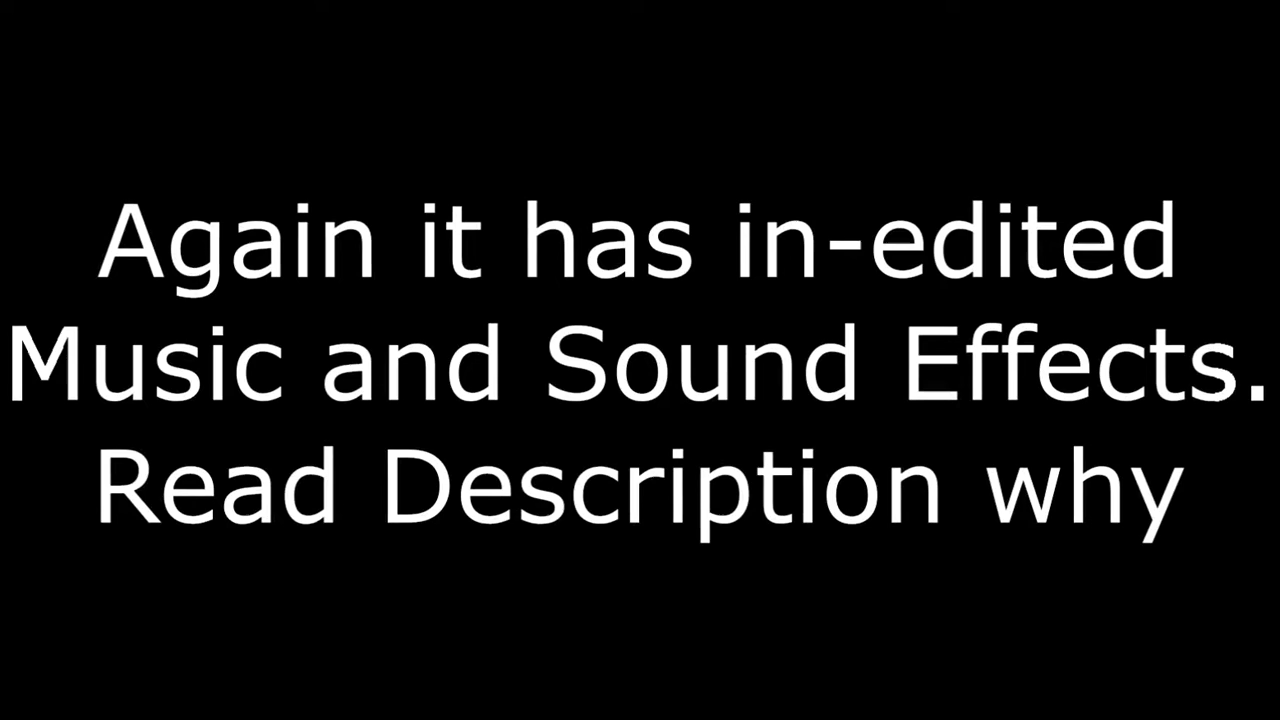 Again it has in-edited
Music and Sound Effects.
Read Description why